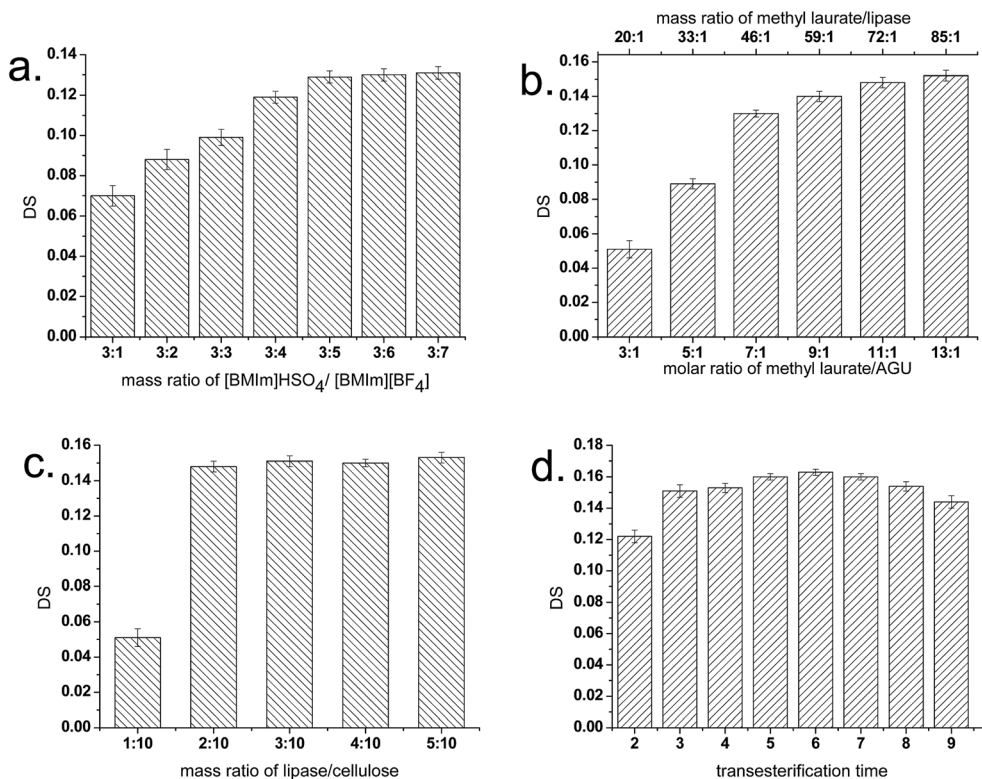 a.
0.14
0.12
0.10
0.08
0.06
0.04
0.02
0.00
DS
3:1 3:2 3:3 3:4 3:5 3:6 3:7
mass ratio of [BMIm]HSO4/ [BMIm][BF4]
b.
mass ratio of methyl laurate/lipase
20:1 33:1 46:1 59:1 72:1 85:1
0.16
0.14
0.12
0.10
0.08
0.06
0.04
0.02
0.00
DS
3:1 5:1 7:1 9:1 11:1 13:1
molar ratio of methyl laurate/AGU
c.
0.16
0.14
0.12
0.10
0.08
0.06
0.04
0.02
0.00
DS
1:10 2:10 3:10 4:10 5:10
mass ratio of lipase/cellulose
d.
0.18
0.16
0.14
0.12
0.10
0.08
0.06
0.04
0.02
0.00
DS
2 3 4 5 6 7 8 9
transesterification time